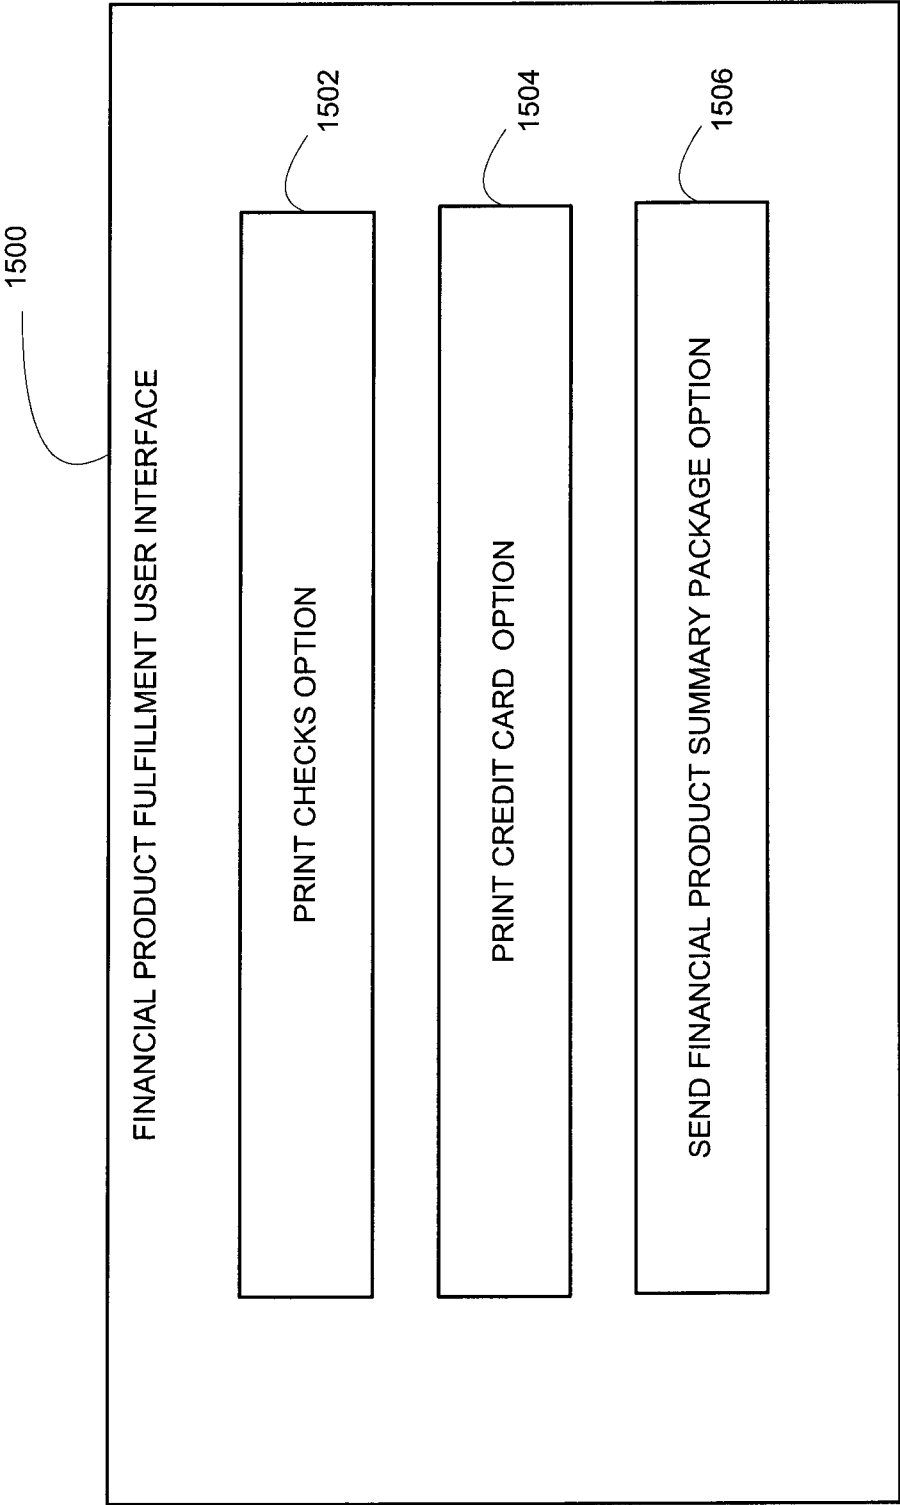 1500
FINANCIAL PRODUCT FULFILLMENT USER INTERFACE
1502
PRINT CHECKS OPTION
1504
PRINT CREDIT CARD OPTION
1506
SEND FINANCIAL PRODUCT SUMMARY PACKAGE OPTION